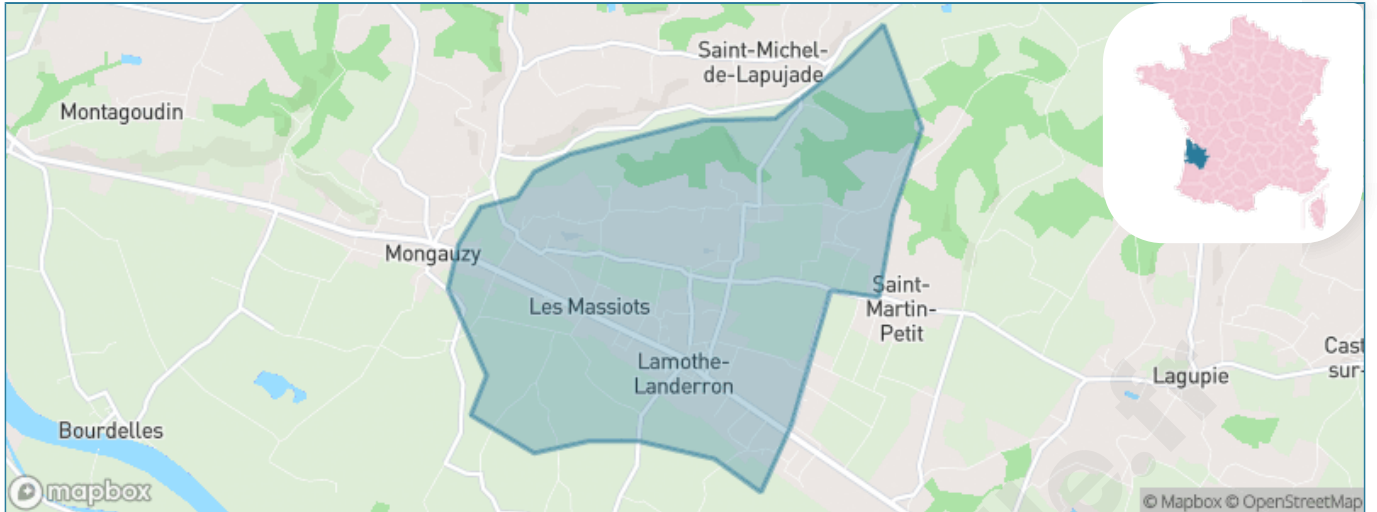 Saint-Michel-
de-Lapujade
Montagoudin
Mongauzy
Saint-
Martin-
Petit
Les Massiots
Lamothe-
Landerron
Cast
sur-
Lagupie
Bourdelles
mapbox
© Mapbox © OpenStreetMap